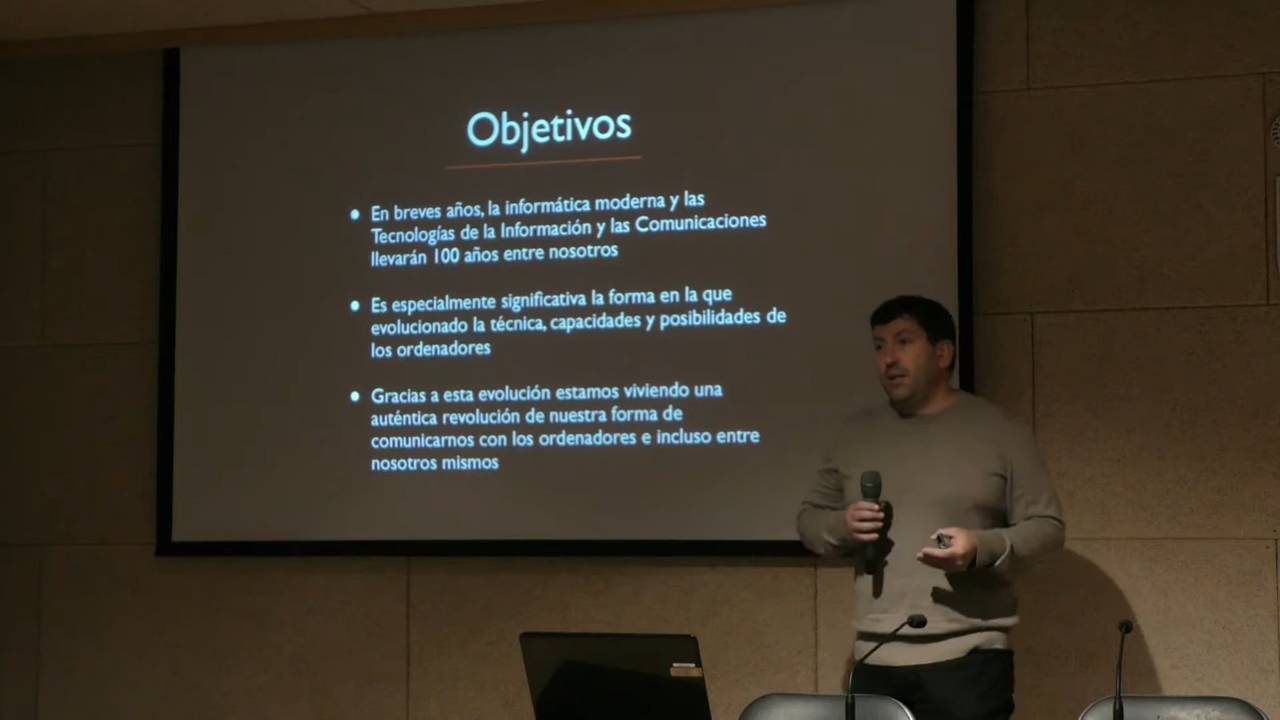 Objetivos
• En breves años, la informática moderna y las
Tecnologías de la Información y las Comunicaciones
llevarán 100 años entre nosotros
• Es especialmente significativa la forma en la que
evolucionado la técnica, capacidades y posibilidades de
los ordenadores
• Gracias a esta evolución estamos viviendo una
auténtica revolución de nuestra forma de
comunicarnos con los ordenadores e incluso entre
nosotros mismos